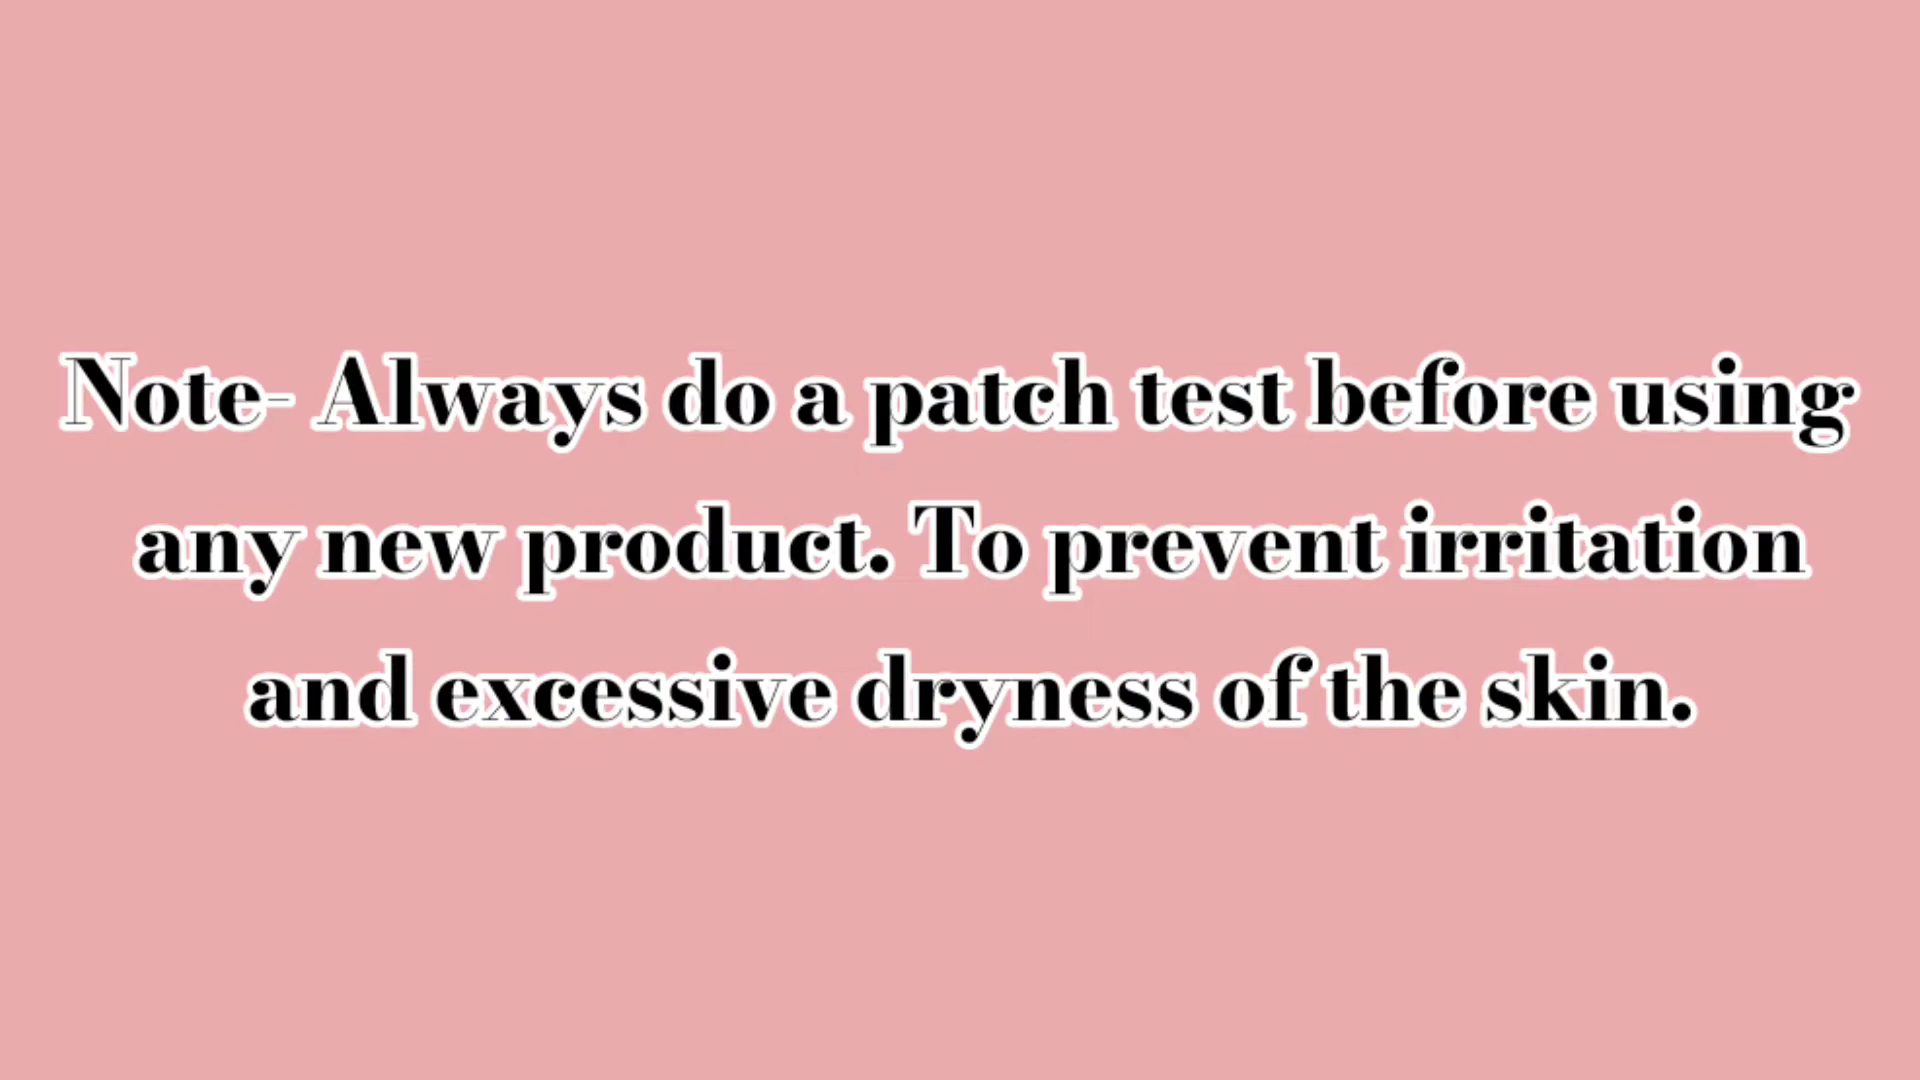 Note- Always do a patch test before using
any new product. To prevent irritation
and excessive dryness of the skin.